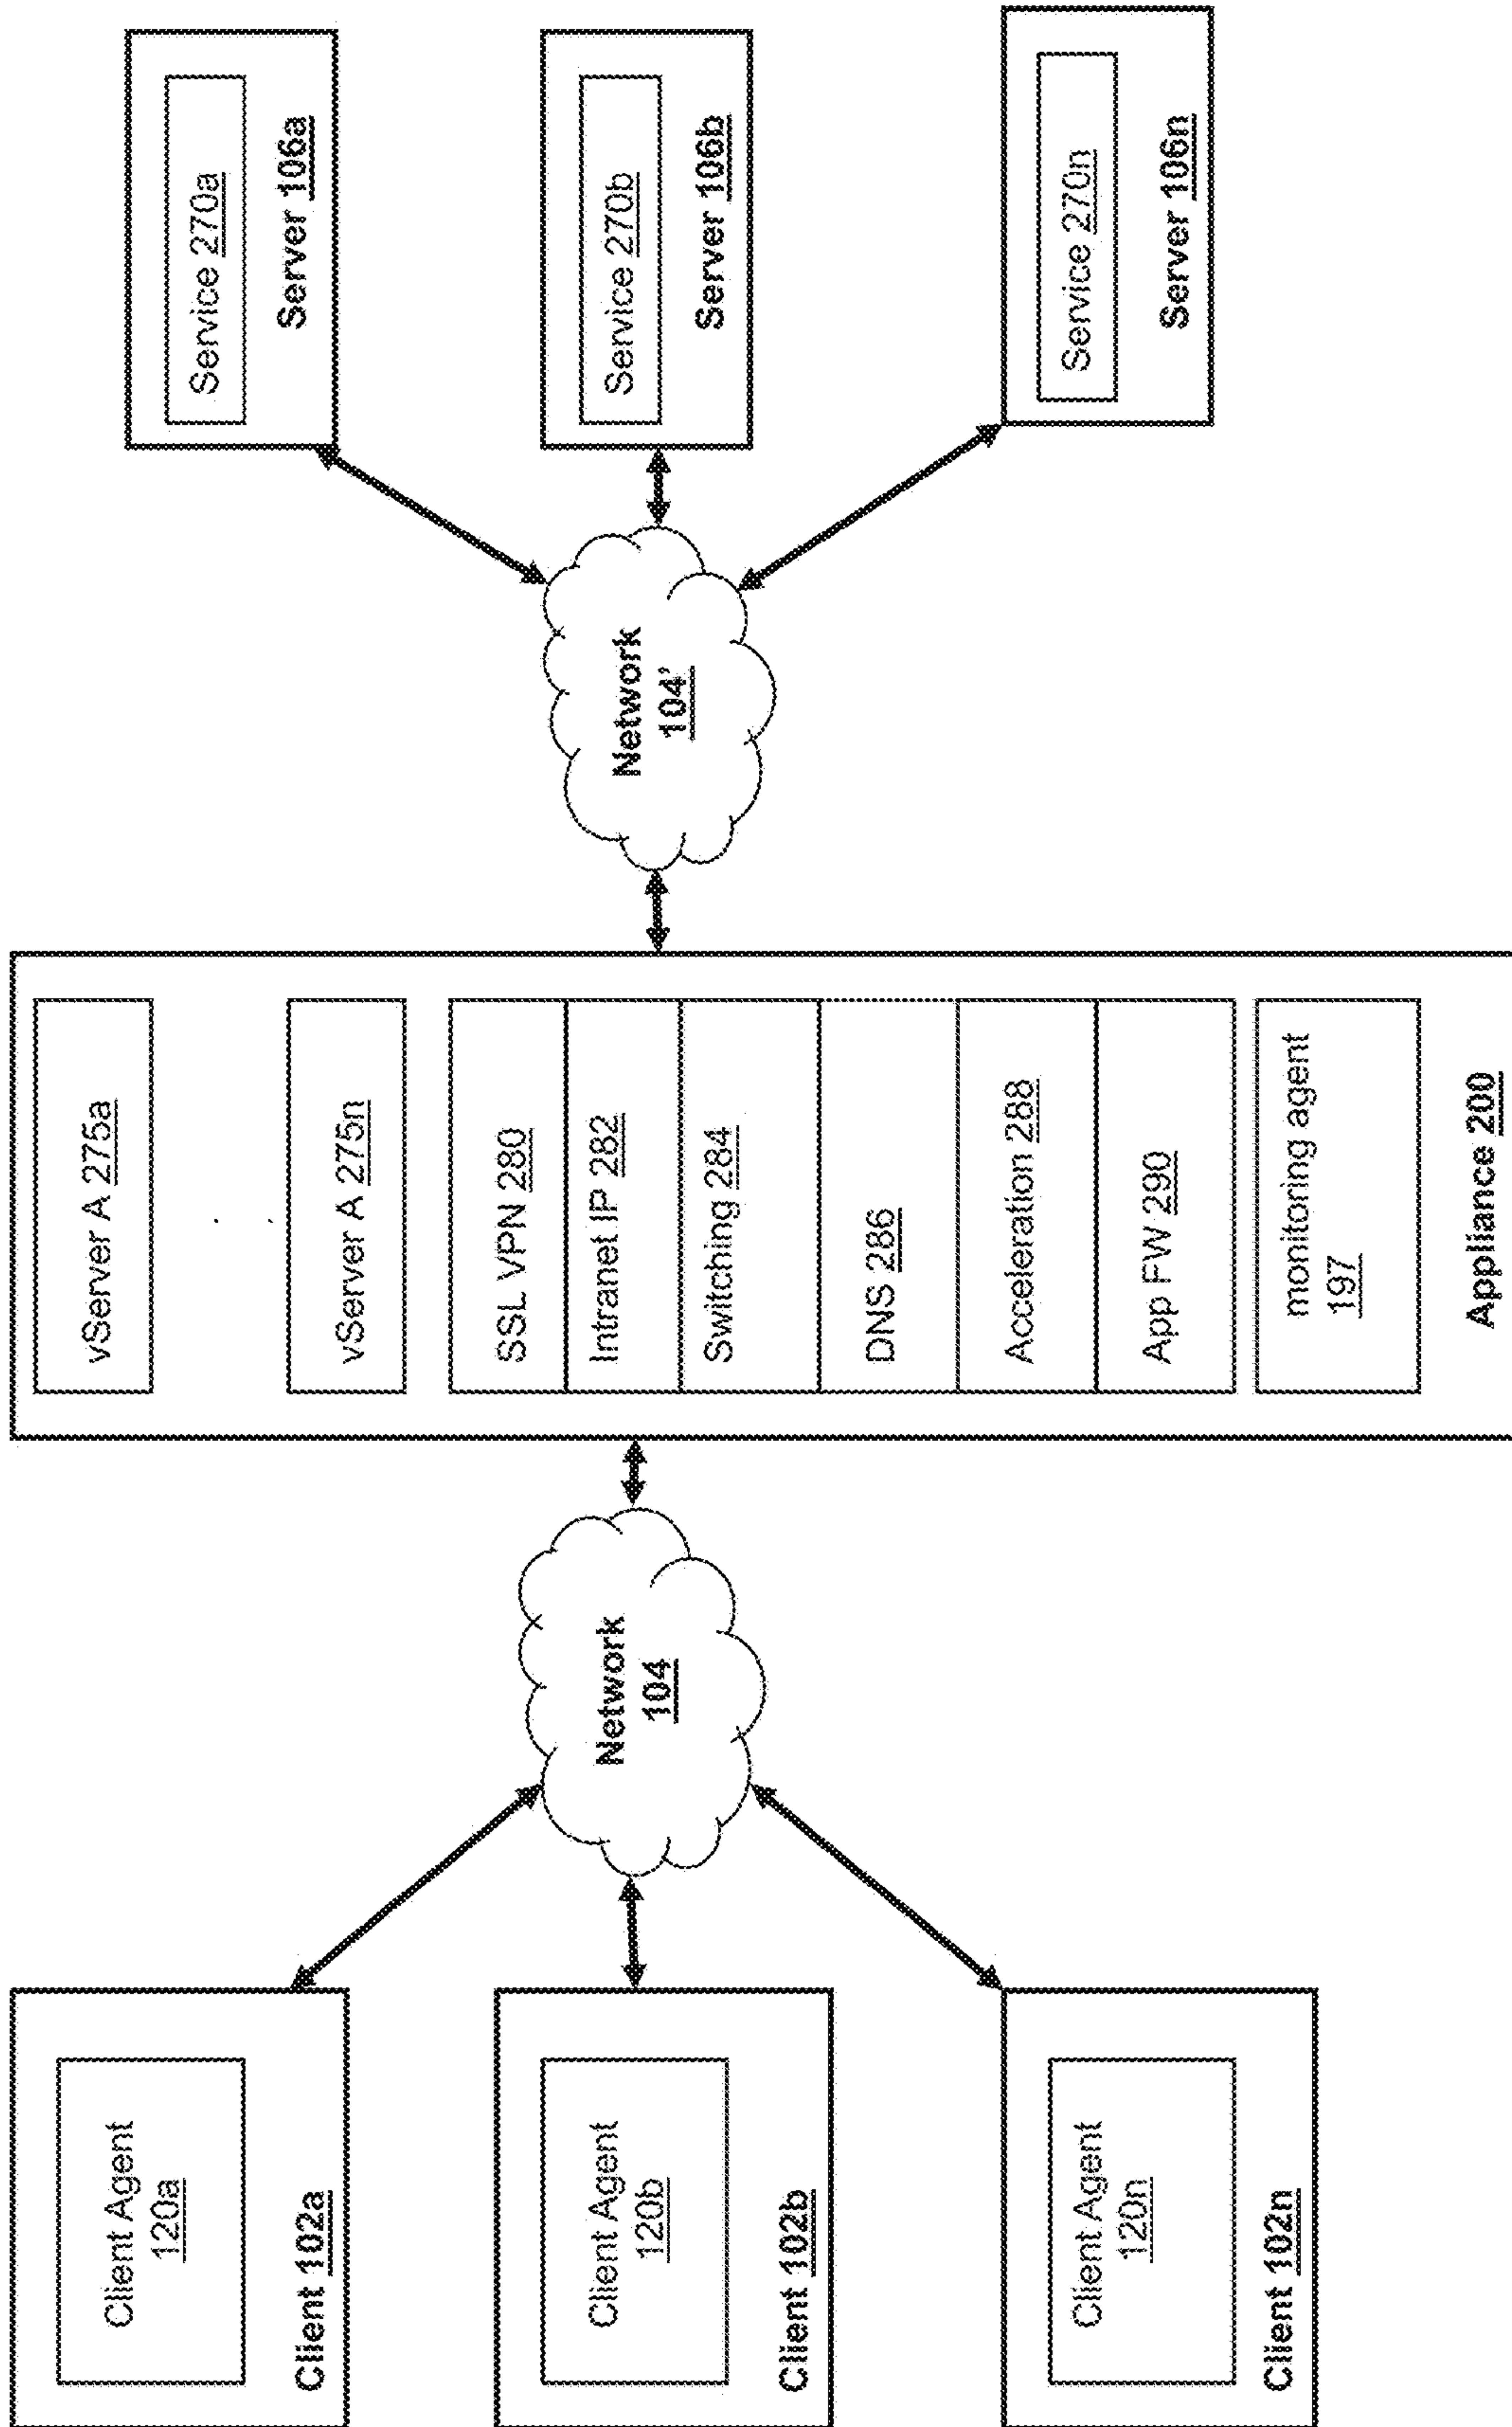 Client Agent
120a
Client 102a
Client Agent
120b
Client 102b
Client Agent
120n
Client 102n
Network
104
vServer A 275a
vServer A 275n
SSL VPN 280
Intranet IP 282
Switching 284
DNS 286
Acceleration 288
App FW 290
monitoring agent
197
Appliance 200
Network
104'
Service 270a
Server 106a
Service 270b
Server 106b
Service 270n
Server 106n